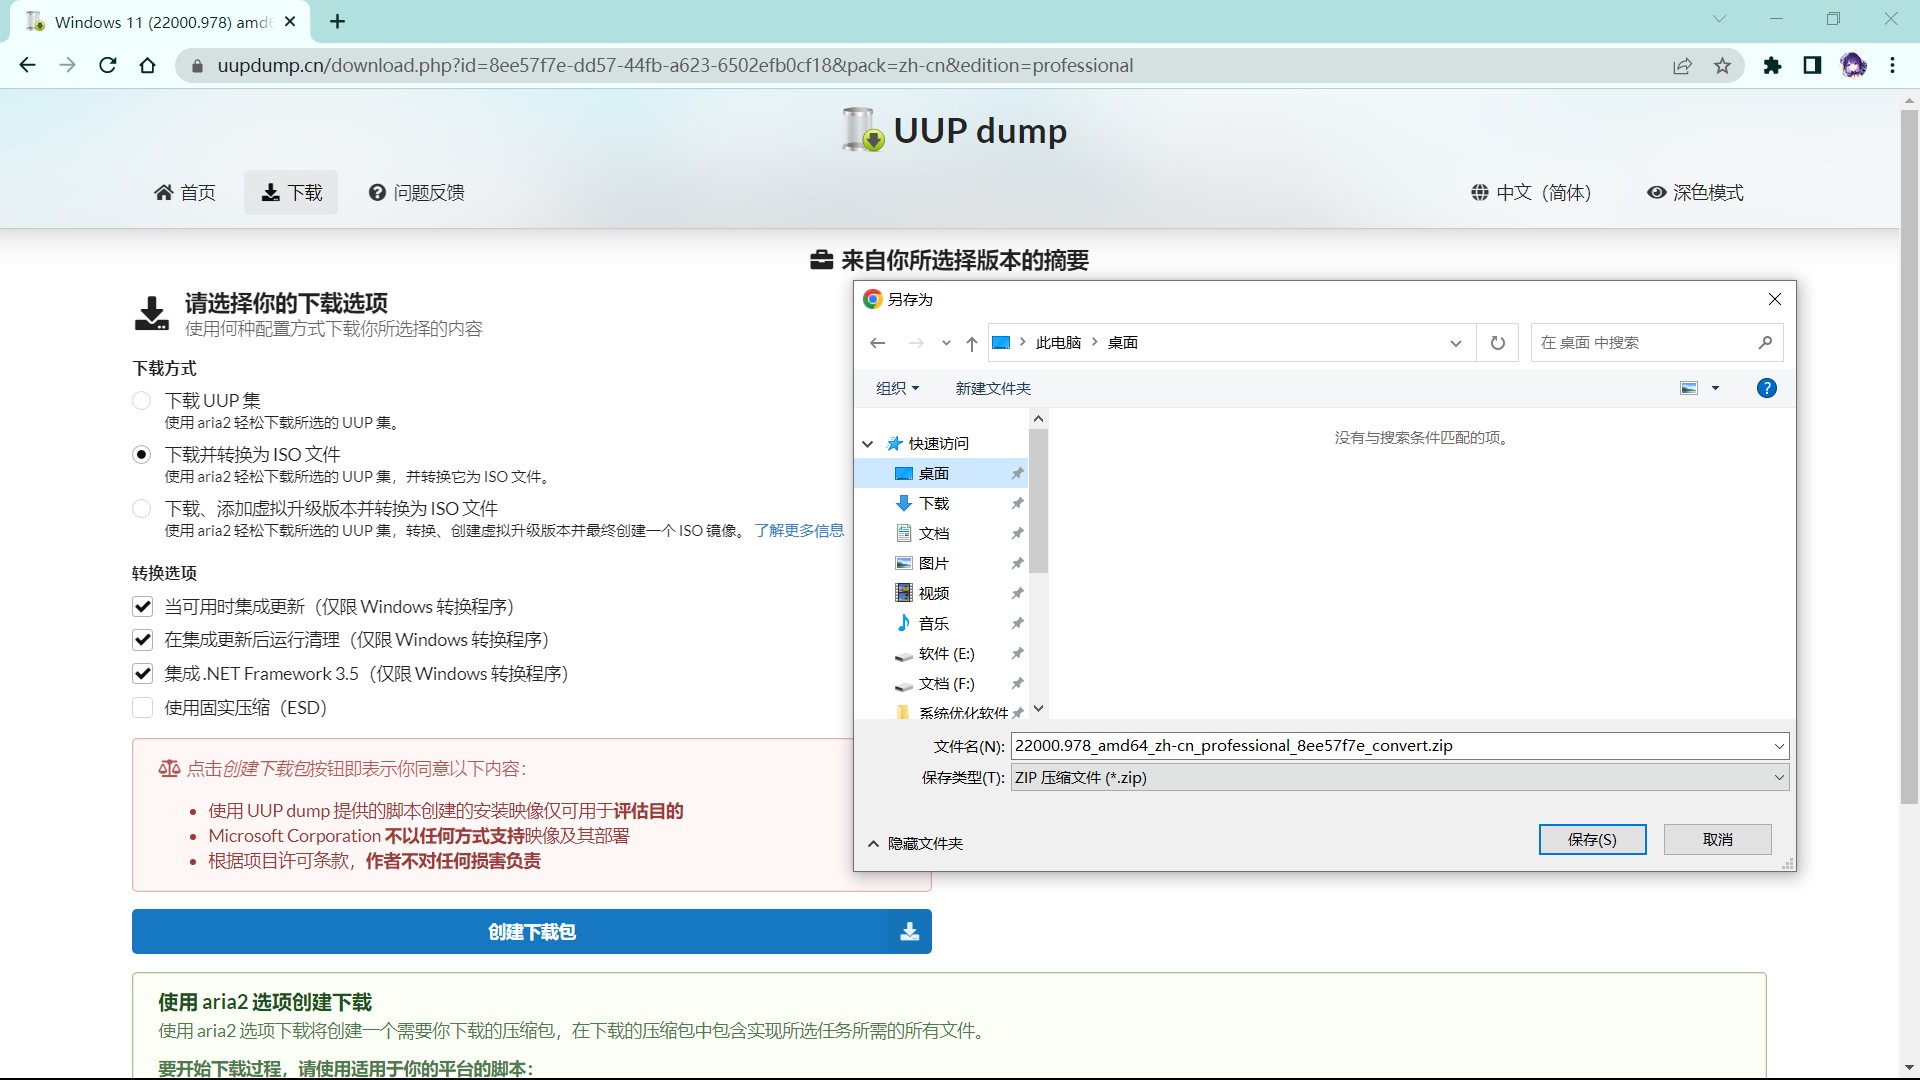 Windows 11 (22000.978) amd
uupdump.cn/download.php?id=8ee57f7e-dd57-44fb-a623-6502efb0cf18&pack=zh-cn&edition=professional
UUP dump
首页
下载
问题反馈
中文（简体）
深色模式
来自你所选择版本的摘要
请选择你的下载选项
使用何种配置方式下载你所选择的内容
下载方式
下载 UUP 集
使用 aria2 轻松下载所选的 UUP 集。
下载并转换为 ISO 文件
使用 aria2 轻松下载所选的 UUP 集，并转换它为 ISO 文件。
下载、添加虚拟升级版本并转换为 ISO 文件
使用 aria2 轻松下载所选的 UUP 集，转换、创建虚拟升级版本并最终创建一个 ISO 镜像。 了解更多信息
转换选项
当可用时集成更新（仅限 Windows 转换程序）
在集成更新后运行清理（仅限 Windows 转换程序）
集成 .NET Framework 3.5（仅限 Windows 转换程序）
使用固实压缩（ESD）
点击创建下载包按钮即表示你同意以下内容：
使用 UUP dump 提供的脚本创建的安装映像仅可用于评估目的
Microsoft Corporation 不以任何方式支持映像及其部署
根据项目许可条款，作者不对任何损害负责
创建下载包
使用 aria2 选项创建下载
使用 aria2 选项下载将创建一个需要你下载的压缩包，在下载的压缩包中包含实现所选任务所需的所有文件。
要开始下载过程，请使用适用于你的平台的脚本：
另存为
此电脑
桌面
在 桌面 中搜索
组织
新建文件夹
快速访问
桌面
下载
文档
图片
视频
音乐
软件 (E:)
文档 (F:)
系统优化软件
没有与搜索条件匹配的项。
文件名(N):
22000.978_amd64_zh-cn_professional_8ee57f7e_convert.zip
保存类型(T):
ZIP 压缩文件 (*.zip)
隐藏文件夹
保存(S)
取消